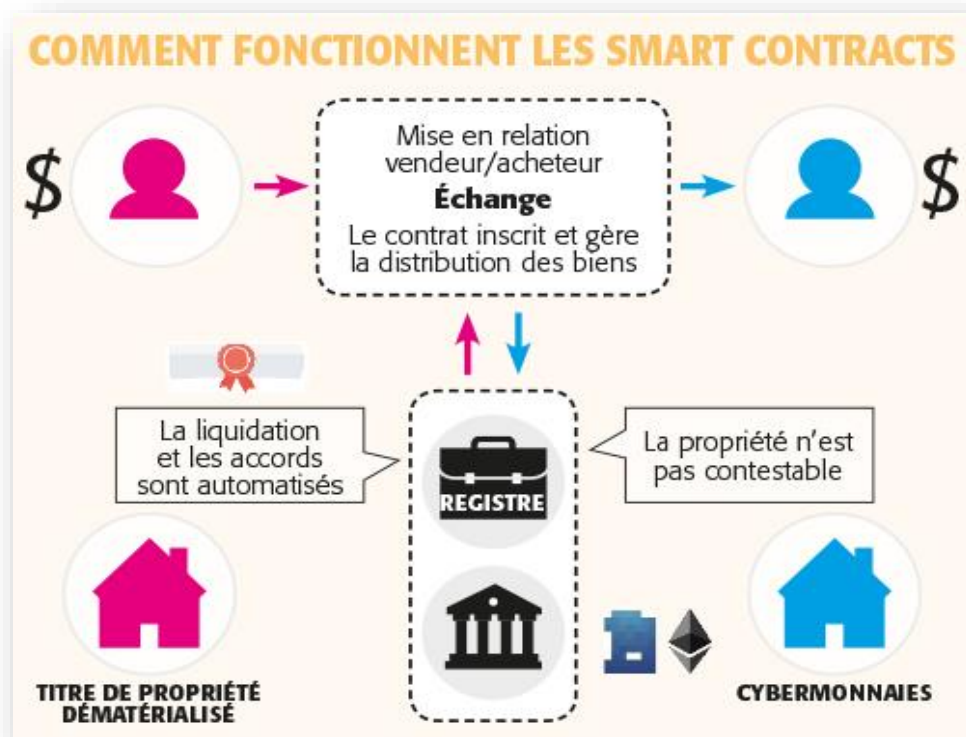 COMMENT FONCTIONNENT LES SMART CONTRACTS
$
Mise en relation
vendeur/acheteur
Échange
Le contrat inscrit et gère
la distribution des biens
$
La liquidation
et les accords
sont automatisés
La propriété n'est
pas contestable
REGISTRE
TITRE DE PROPRIÉTÉ
DÉMATÉRIALISÉ
CYBERMONNAIES